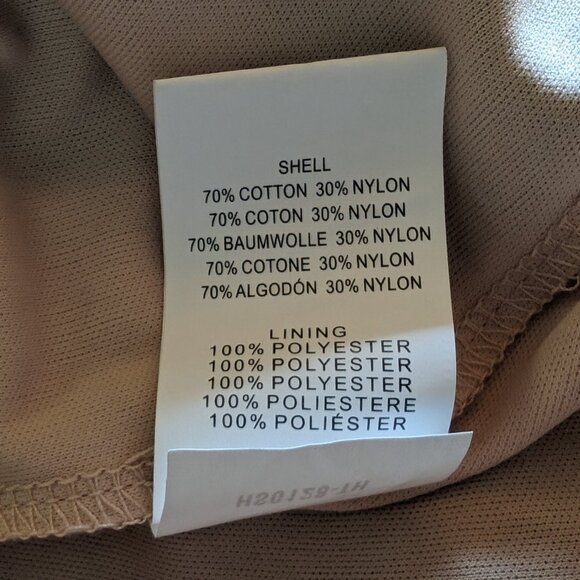 SHELL
70% COTTON 30% NYLON
70% COTON 30% NYLON
70% BAUMWOLLE 30% NYLON
70% COTONE 30% NYLON
70% ALGODÓN 30% NYLON
LINING
100% POLYESTER
100% POLYESTER
100% POLYESTER
100% POLIESTERE
100% POLIÉSTER